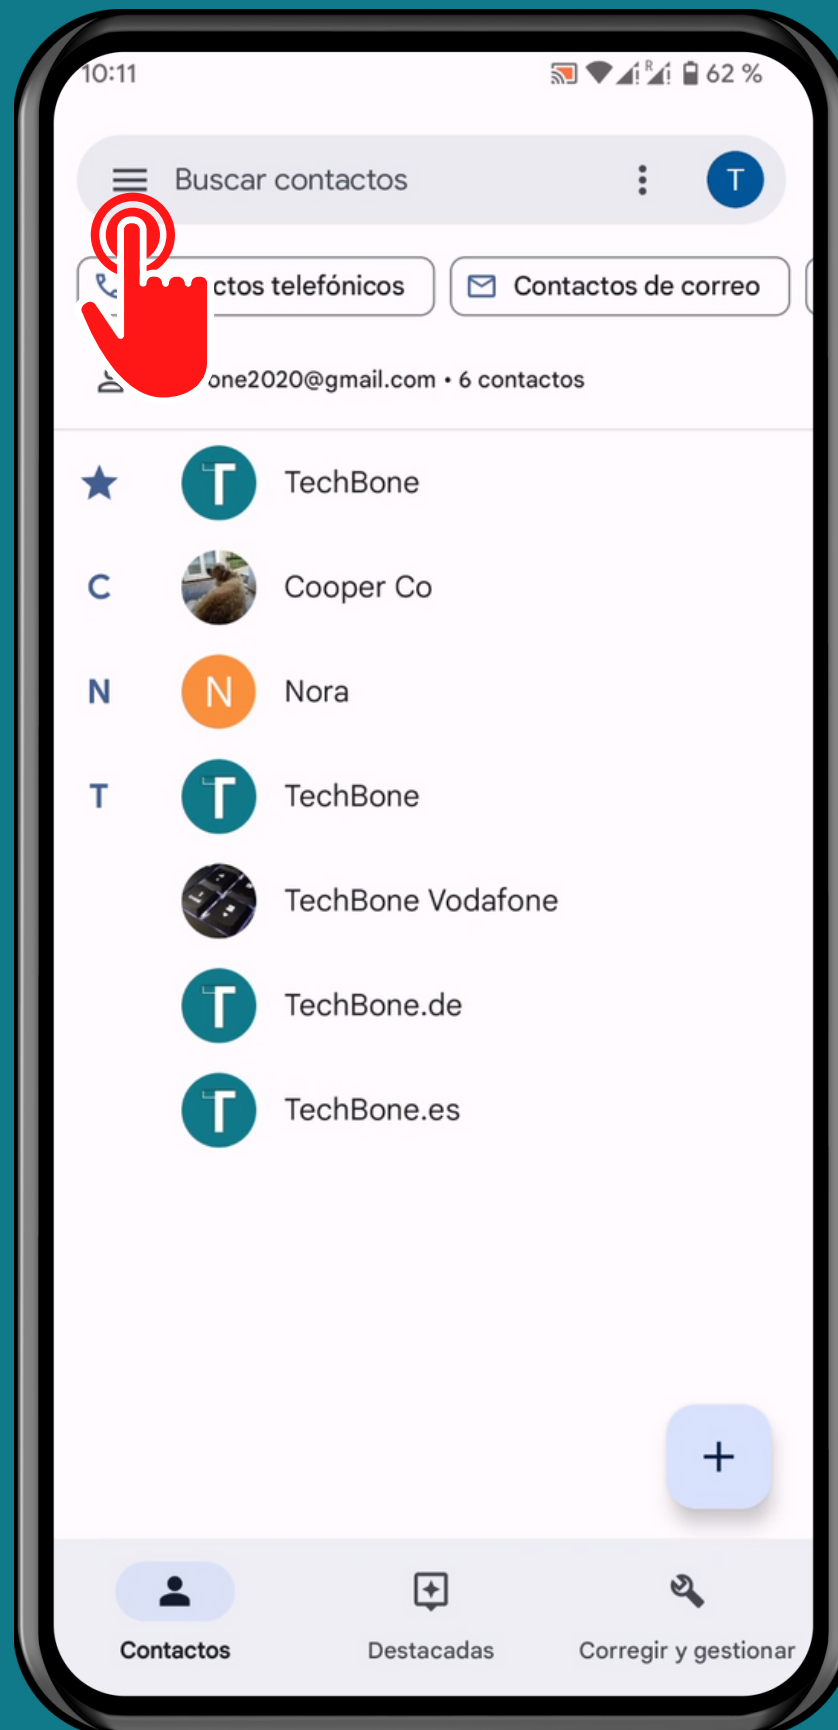 10:11 R 62 %
Buscar contactos T
ctos telefónicos Contactos de correo
one2020@gmail.com • 6 contactos
T TechBone
C Cooper Co
N N Nora
T T TechBone
TechBone Vodafone
T TechBone.de
T TechBone.es
+
Contactos Destacadas Corregir y gestionar